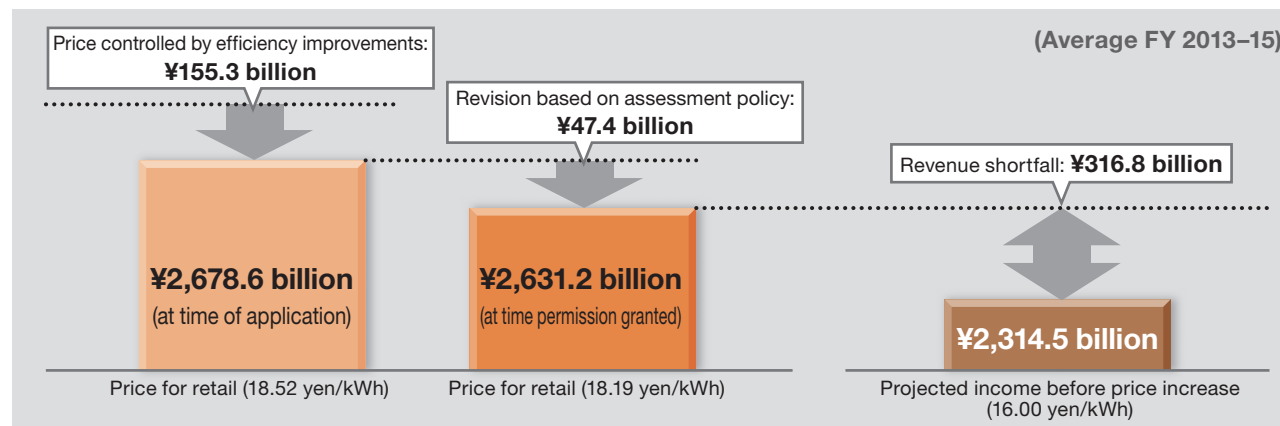 (Average FY 2013–15)
Price controlled by efficiency improvements:
¥155.3 billion
Revision based on assessment policy:
¥47.4 billion
Revenue shortfall: ¥316.8 billion
¥2,678.6 billion
(at time of application)
¥2,631.2 billion
(at time permission granted)
¥2,314.5 billion
Price for retail (18.52 yen/kWh)
Price for retail (18.19 yen/kWh)
Projected income before price increase
(16.00 yen/kWh)